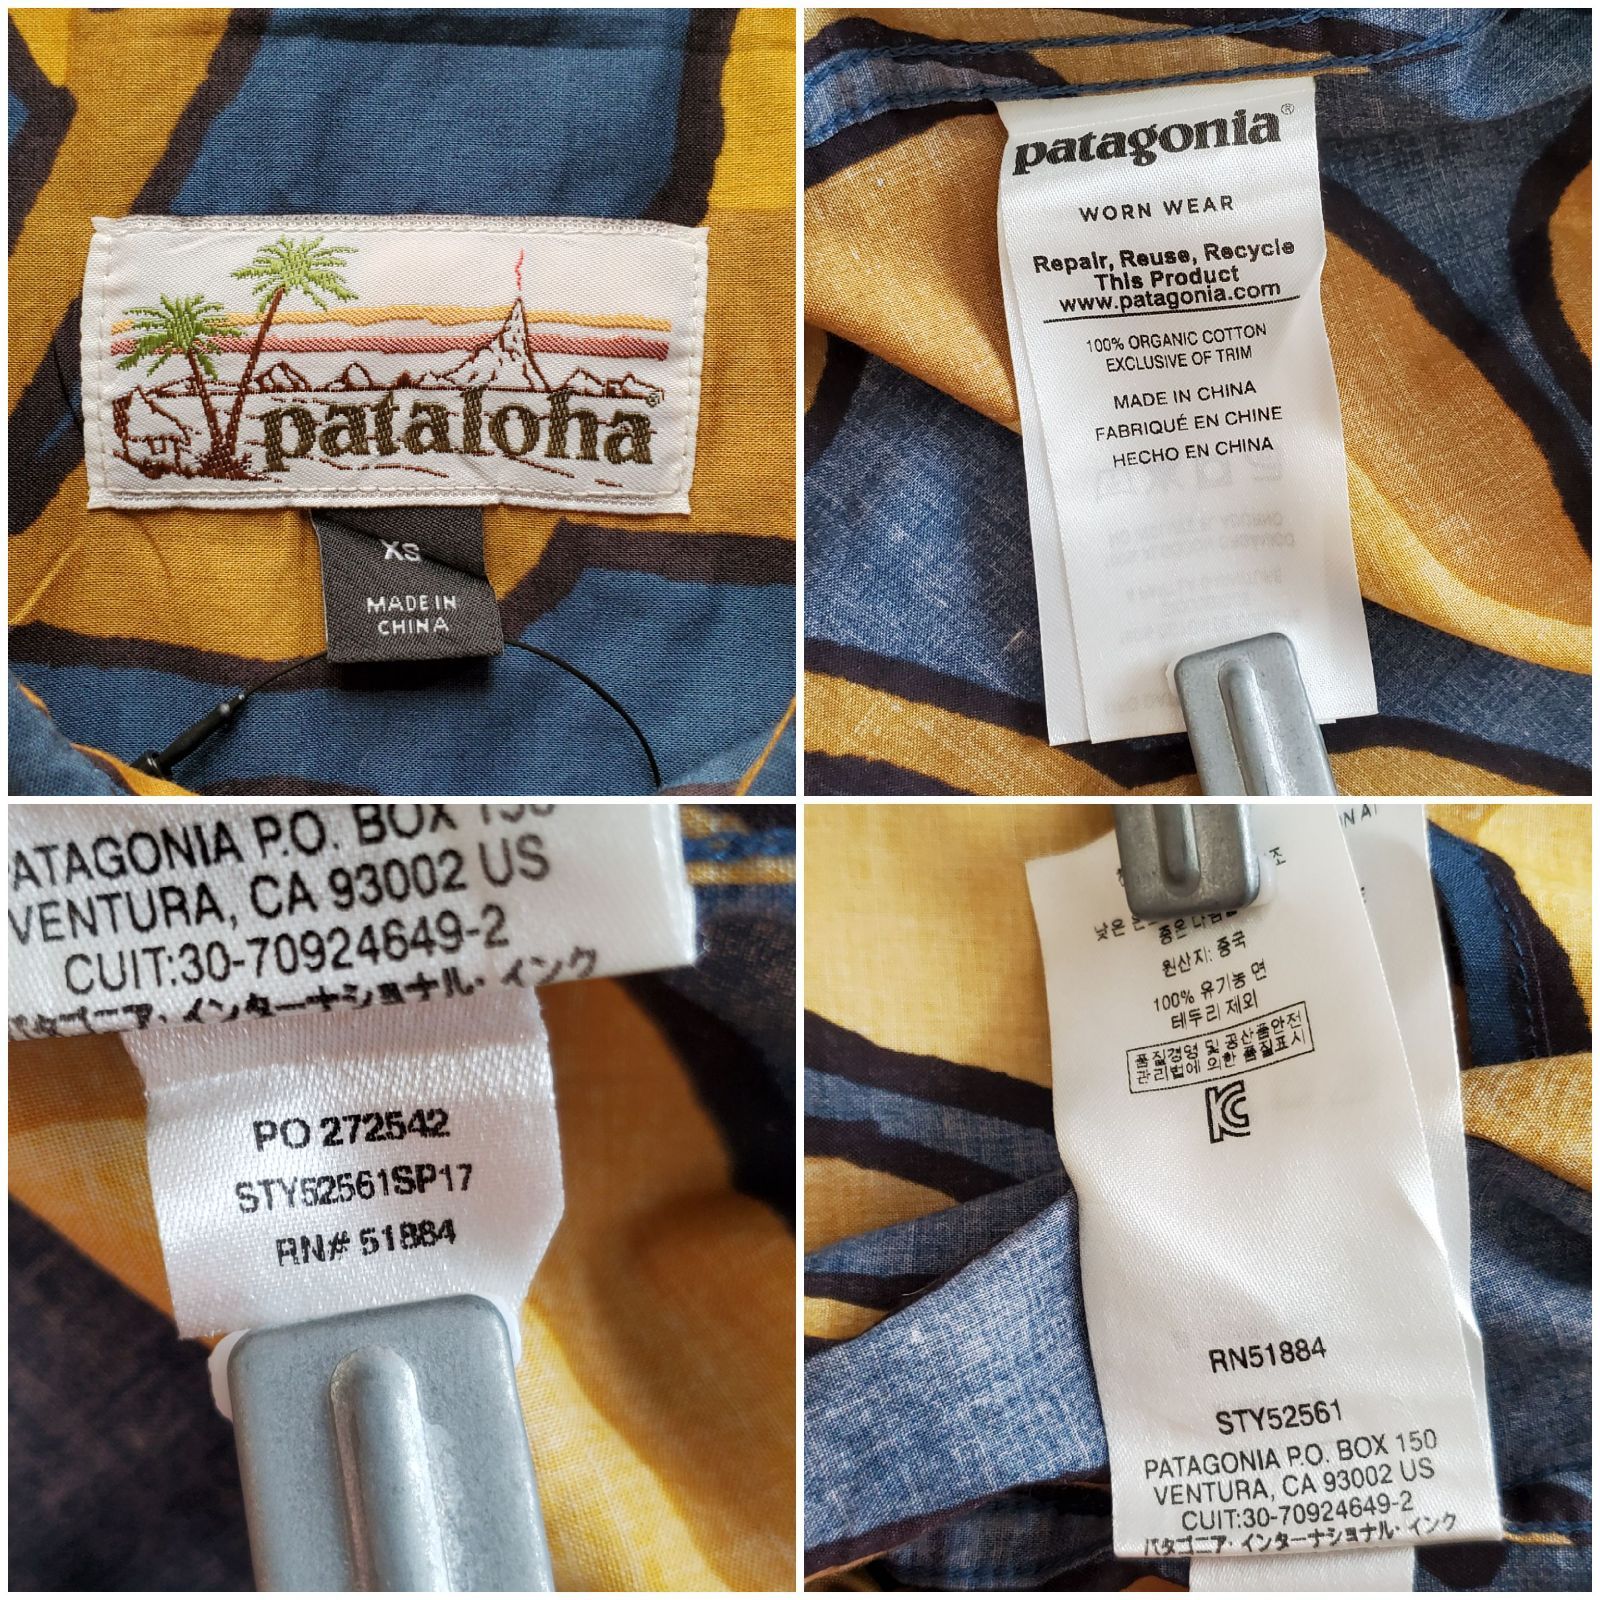 pataloha®
XS
MADE IN
CHINA
patagonia®
WORN WEAR
Repair, Reuse, Recycle
This Product
www.patagonia.com
100% ORGANIC COTTON
EXCLUSIVE OF TRIM
MADE IN CHINA
FABRIQUÉ EN CHINE
HECHO EN CHINA
PATAGONIA P.O. BOX 150
VENTURA, CA 93002 US
CUIT:30-70924649-2
パタゴニア・インターナショナル・インク
PO 272542
STY52561SP17
RN# 51884
원산지: 중국
100% 유기농 면
테두리 제외
품질경영 및 공산품안전
관리법에 의한 품질표시
KC
RN51884
STY52561
PATAGONIA P.O. BOX 150
VENTURA, CA 93002 US
CUIT:30-70924649-2
パタゴニア・インターナショナル・インク